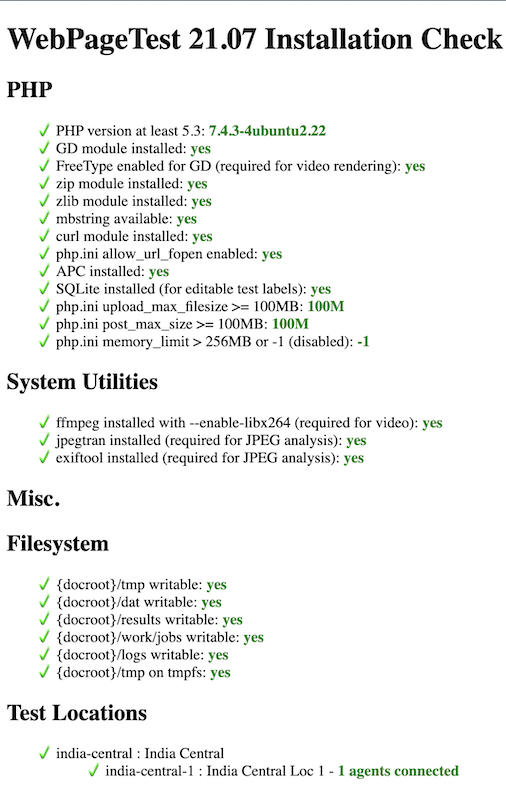 WebPageTest 21.07 Installation Check
PHP
PHP version at least 5.3: 7.4.3-4ubuntu2.22
GD module installed: yes
FreeType enabled for GD (required for video rendering): yes
zip module installed: yes
zlib module installed: yes
mbstring available: yes
curl module installed: yes
php.ini allow_url_fopen enabled: yes
APC installed: yes
SQLite installed (for editable test labels): yes
php.ini upload_max_filesize >= 100MB: 100M
php.ini post_max_size >= 100MB: 100M
php.ini memory_limit > 256MB or -1 (disabled): -1
System Utilities
ffmpeg installed with --enable-libx264 (required for video): yes
jpegtran installed (required for JPEG analysis): yes
exiftool installed (required for JPEG analysis): yes
Misc.
Filesystem
{docroot}/tmp writable: yes
{docroot}/dat writable: yes
{docroot}/results writable: yes
{docroot}/work/jobs writable: yes
{docroot}/logs writable: yes
{docroot}/tmp on tmpfs: yes
Test Locations
india-central : India Central
india-central-1 : India Central Loc 1 - 1 agents connected